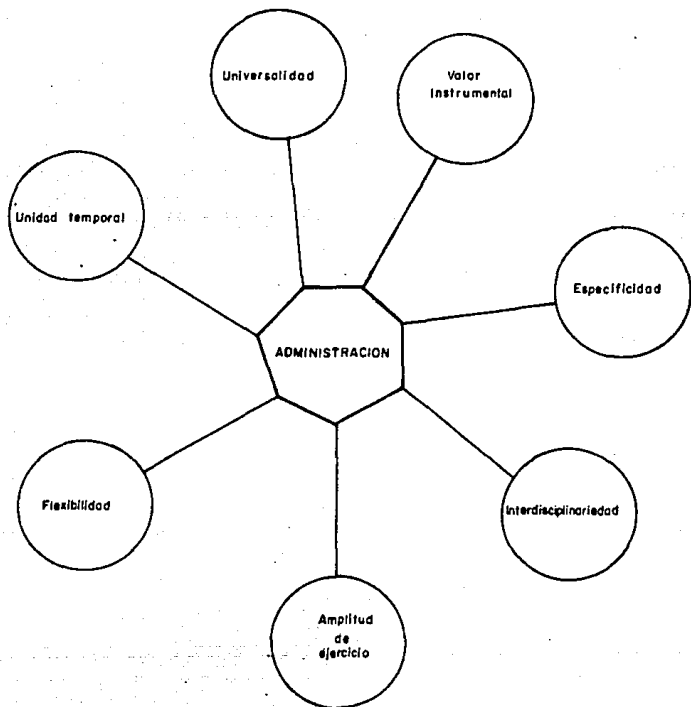 Universalidad
Valor
Instrumental
Unidad temporal
Especificidad
ADMINISTRACION
Flexibilidad
Interdisciplinariedad
Amplitud
de
ejercicio